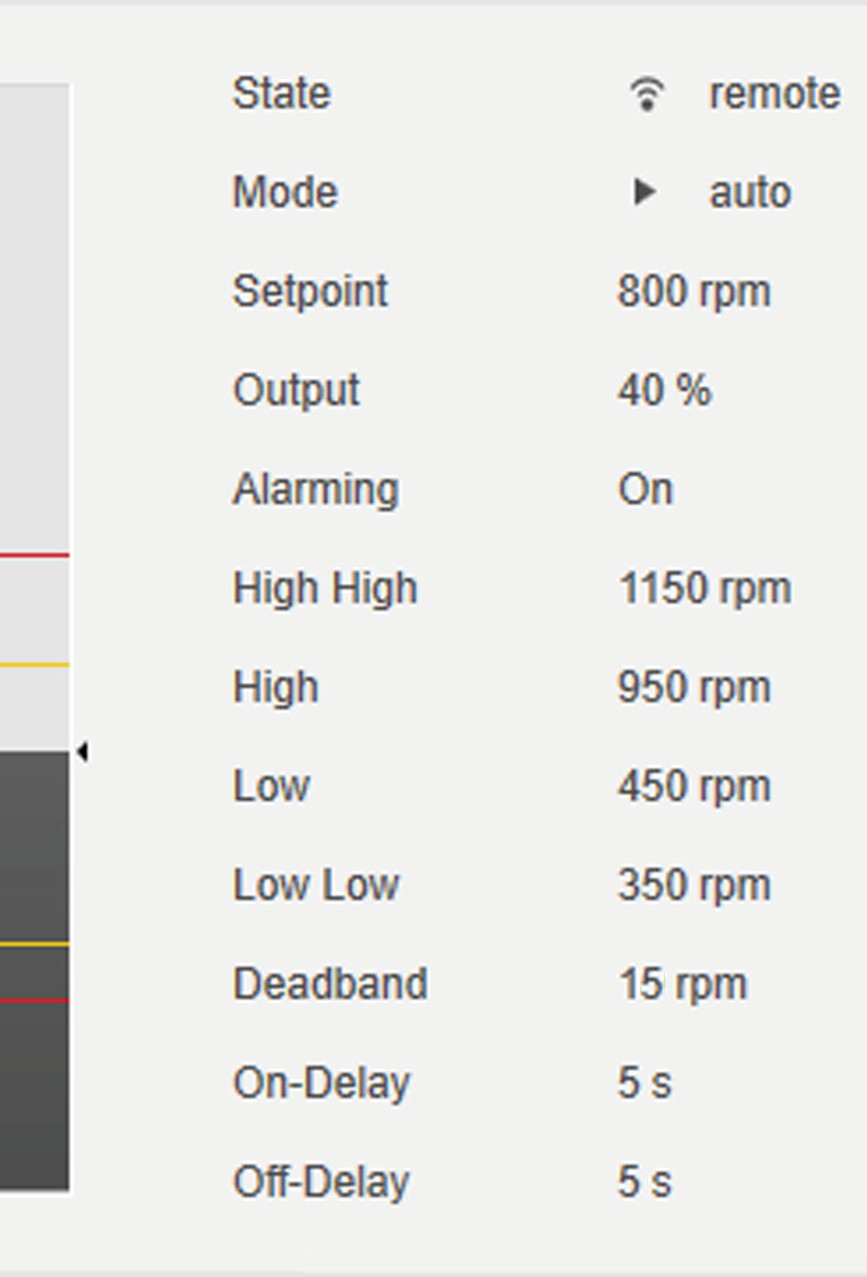 State remote
Mode auto
Setpoint 800 rpm
Output 40 %
Alarming On
High High 1150 rpm
High 950 rpm
Low 450 rpm
Low Low 350 rpm
Deadband 15 rpm
On-Delay 5 s
Off-Delay 5 s